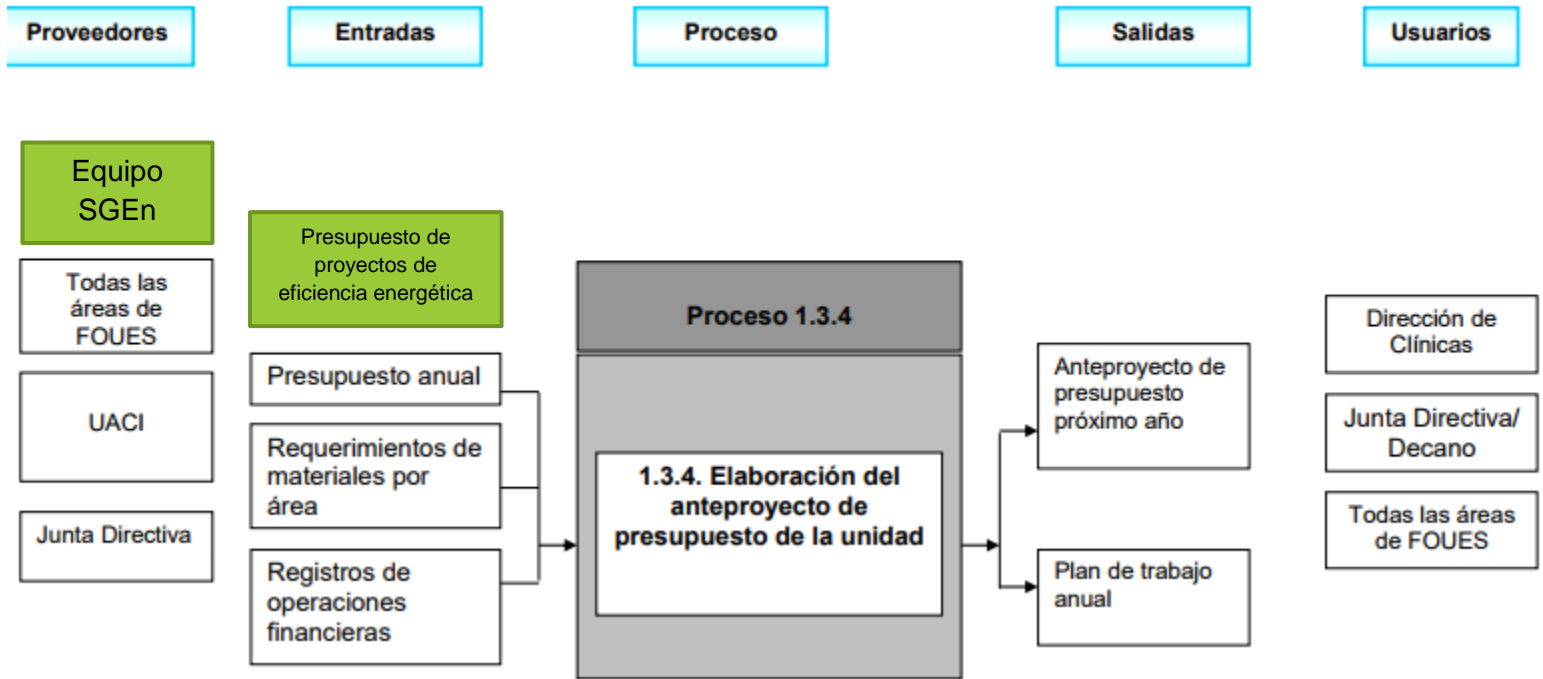 Proveedores
Entradas
Proceso
Salidas
Usuarios
Equipo
SGEn
Todas las
áreas de
FOUES
UACI
Junta Directiva
Presupuesto de
proyectos de
eficiencia energética
Presupuesto anual
Requerimientos de
materiales por
área
Registros de
operaciones
financieras
Proceso 1.3.4
1.3.4. Elaboración del
anteproyecto de
presupuesto de la unidad
Anteproyecto de
presupuesto
próximo año
Plan de trabajo
anual
Dirección de
Clínicas
Junta Directiva/
Decano
Todas las áreas
de FOUES